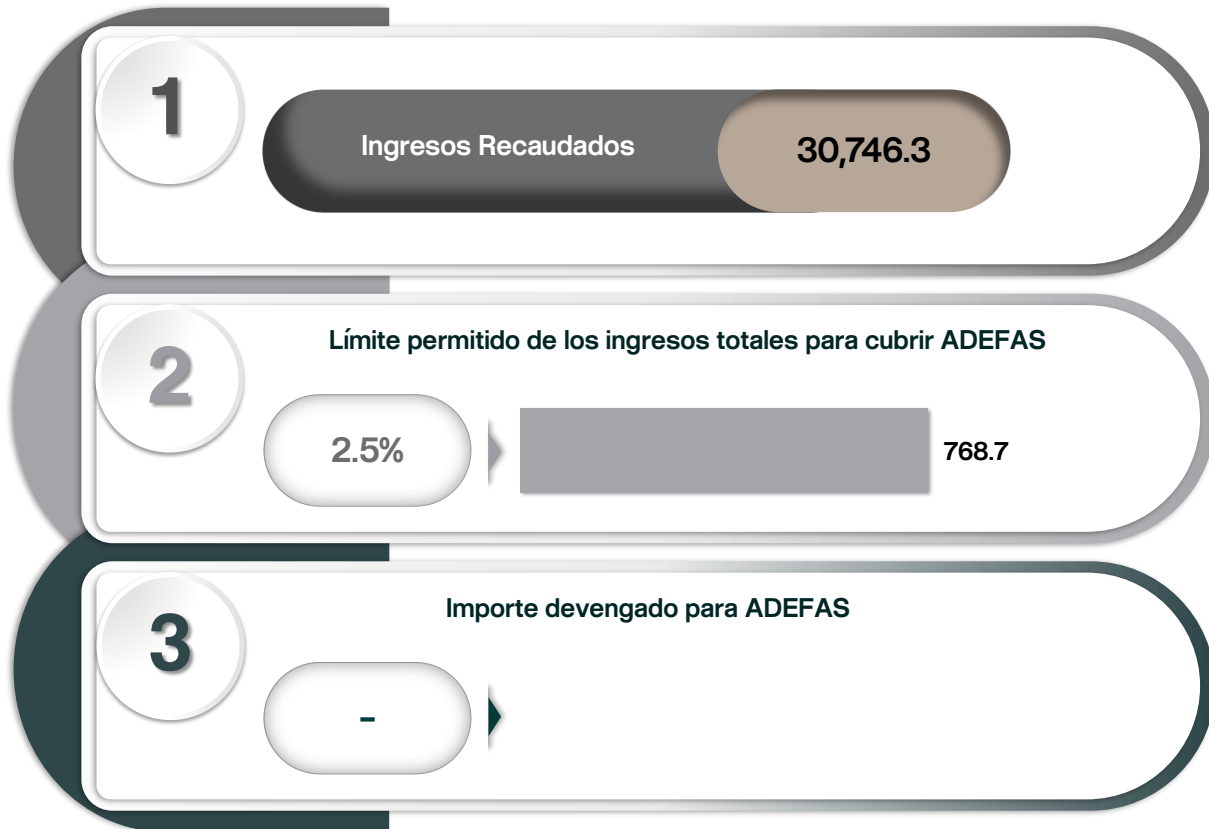 1
Ingresos Recaudados
30,746.3
2
Límite permitido de los ingresos totales para cubrir ADEFAS
2.5%
768.7
3
Importe devengado para ADEFAS
-